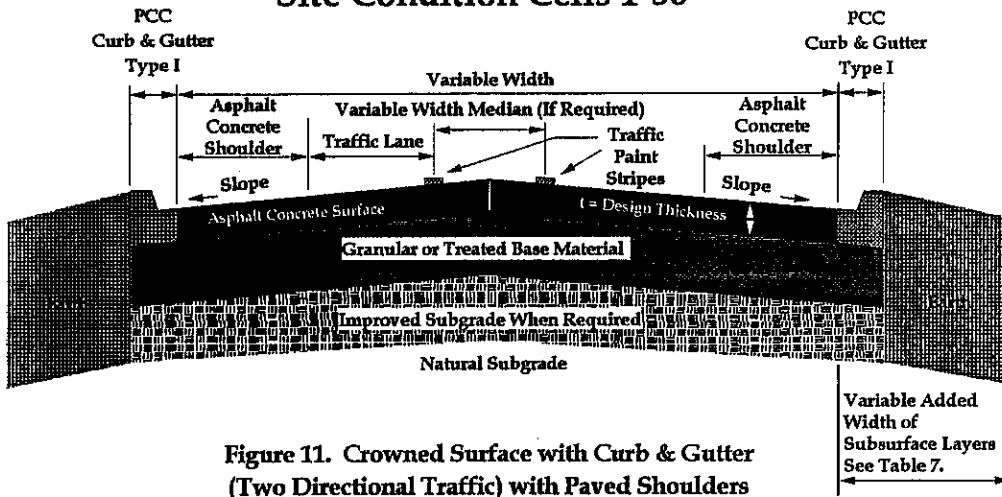 Site Condition Cells 1-36
PCC
Curb & Gutter
Type I
PCC
Curb & Gutter
Type I
Variable Width
Asphalt
Concrete
Shoulder
Variable Width Median (If Required)
Traffic Lane
Traffic
Paint
Stripes
Asphalt
Concrete
Shoulder
Slope
Slope
Asphalt Concrete Surface
t = Design Thickness
Granular or Treated Base Material
Improved Subgrade When Required
Natural Subgrade
Variable Added
Width of
Subsurface Layers
See Table 7.
Figure 11. Crowned Surface with Curb & Gutter
(Two Directional Traffic) with Paved Shoulders